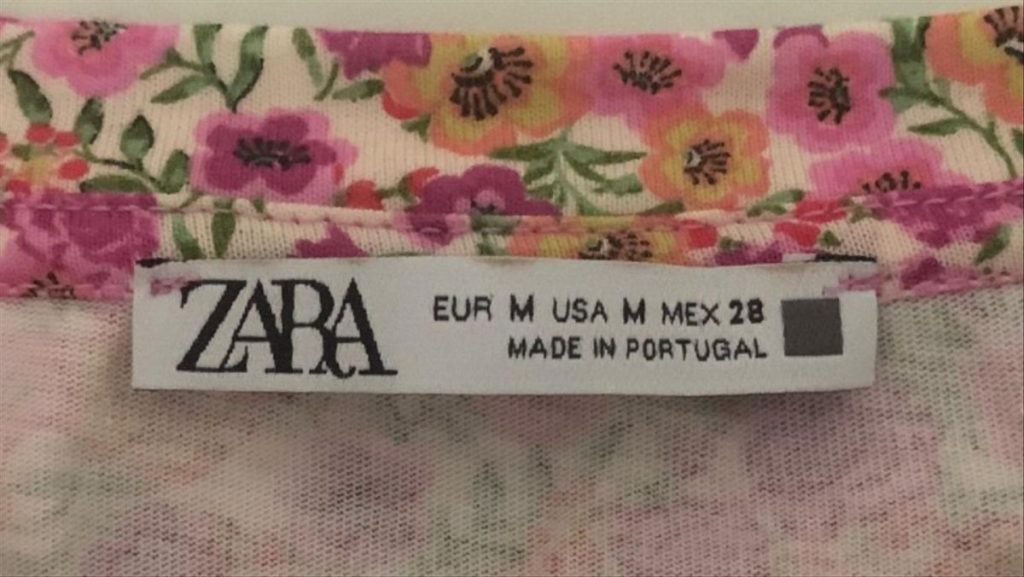 ZARA
EUR M USA M MEX 28
MADE IN PORTUGAL